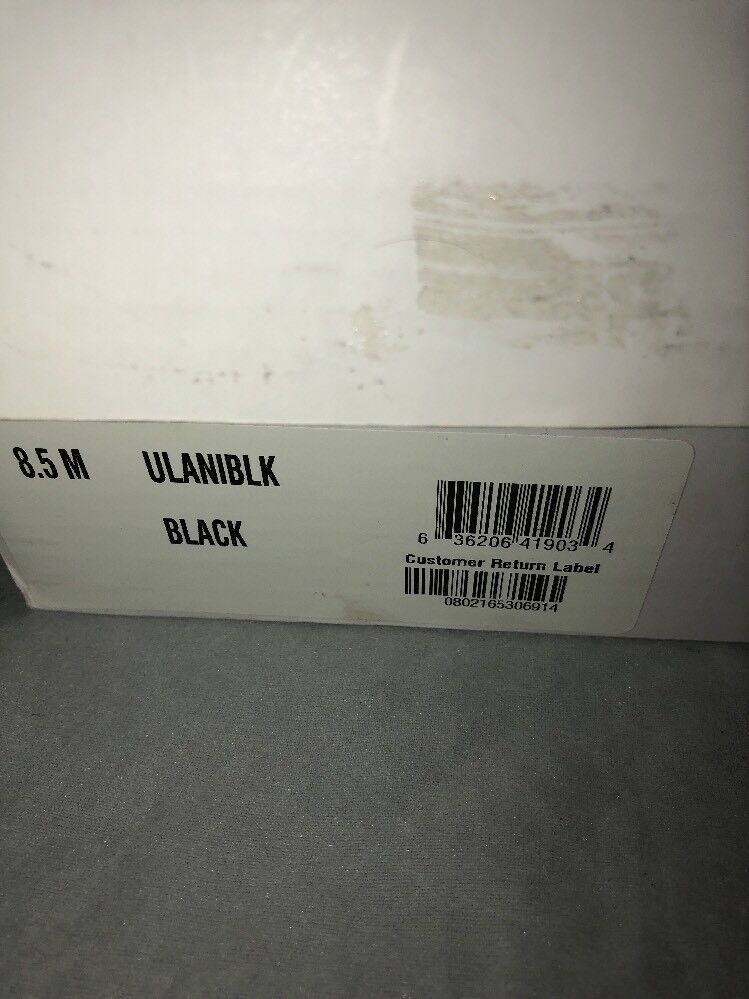 8.5 M ULANIBLK
BLACK
6 36206 41903 4
Customer Return Label
0802165306914